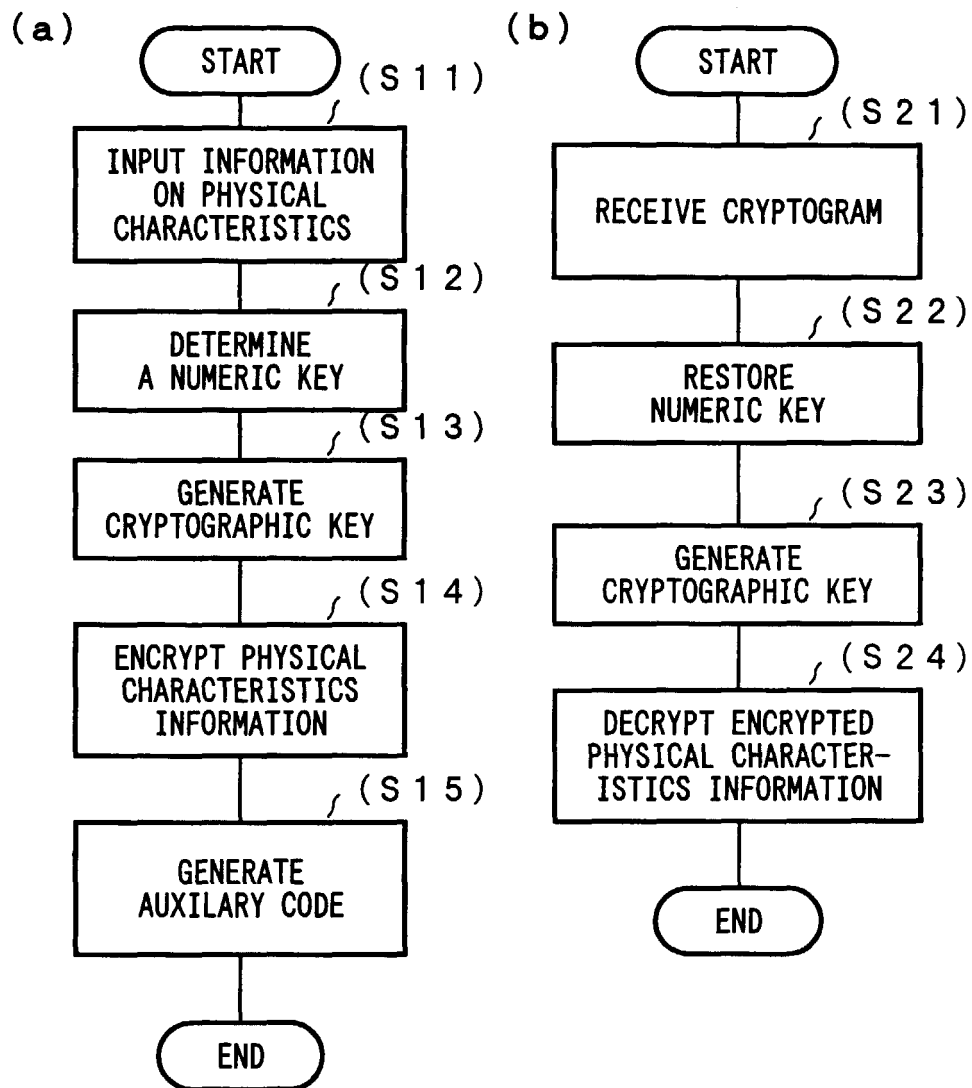 (a)
START
(S11)
INPUT INFORMATION
ON PHYSICAL
CHARACTERISTICS
(S12)
DETERMINE
A NUMERIC KEY
(S13)
GENERATE
CRYPTOGRAPHIC KEY
(S14)
ENCRYPT PHYSICAL
CHARACTERISTICS
INFORMATION
(S15)
GENERATE
AUXILARY CODE
END
(b)
START
(S21)
RECEIVE CRYPTOGRAM
(S22)
RESTORE
NUMERIC KEY
(S23)
GENERATE
CRYPTOGRAPHIC KEY
(S24)
DECRYPT ENCRYPTED
PHYSICAL CHARACTER-
ISTICS INFORMATION
END